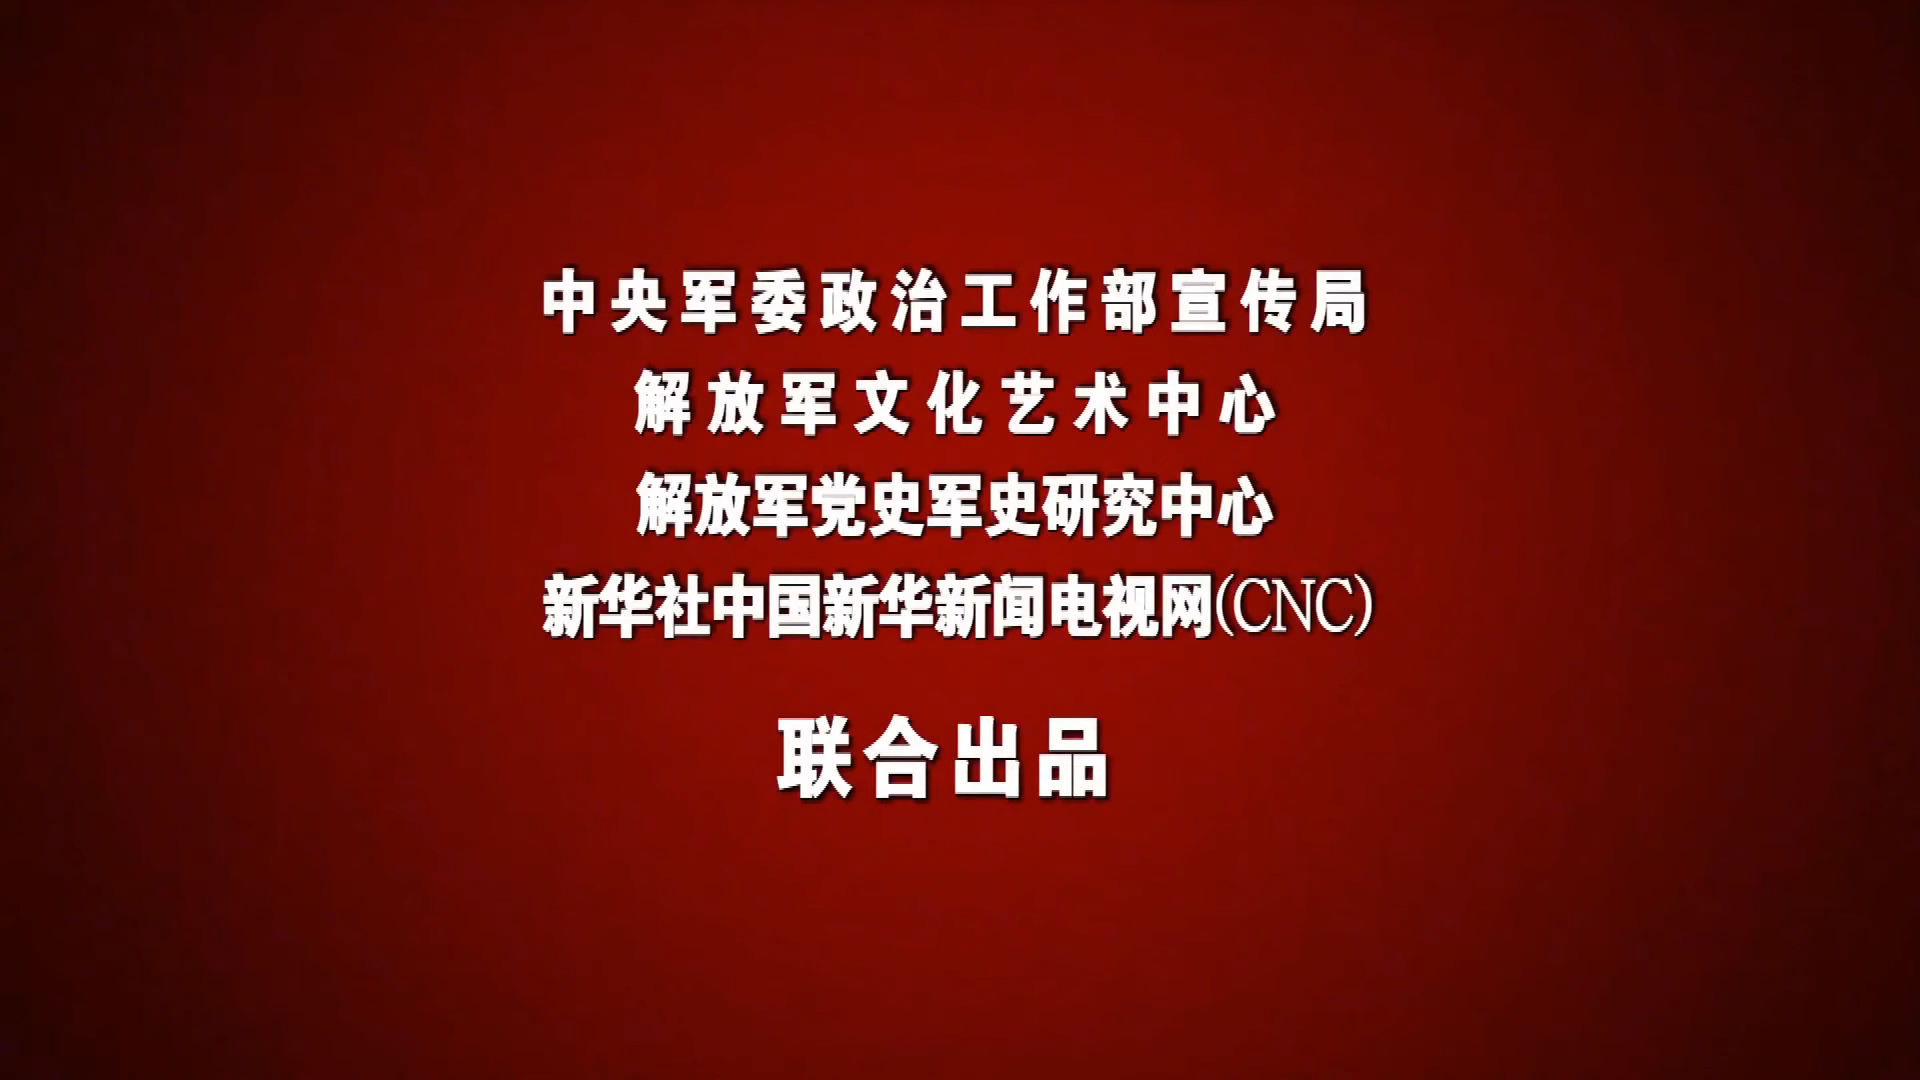 中央军委政治工作部宣传局
解放军文化艺术中心
解放军党史军史研究中心
新华社中国新华新闻电视网(CNC)
联合出品